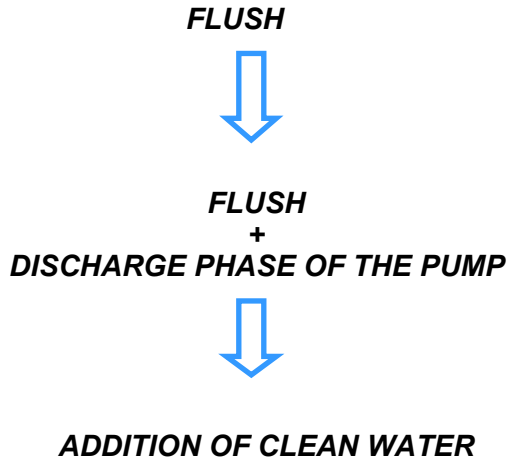 FLUSH
FLUSH
+
DISCHARGE PHASE OF THE PUMP
ADDITION OF CLEAN WATER